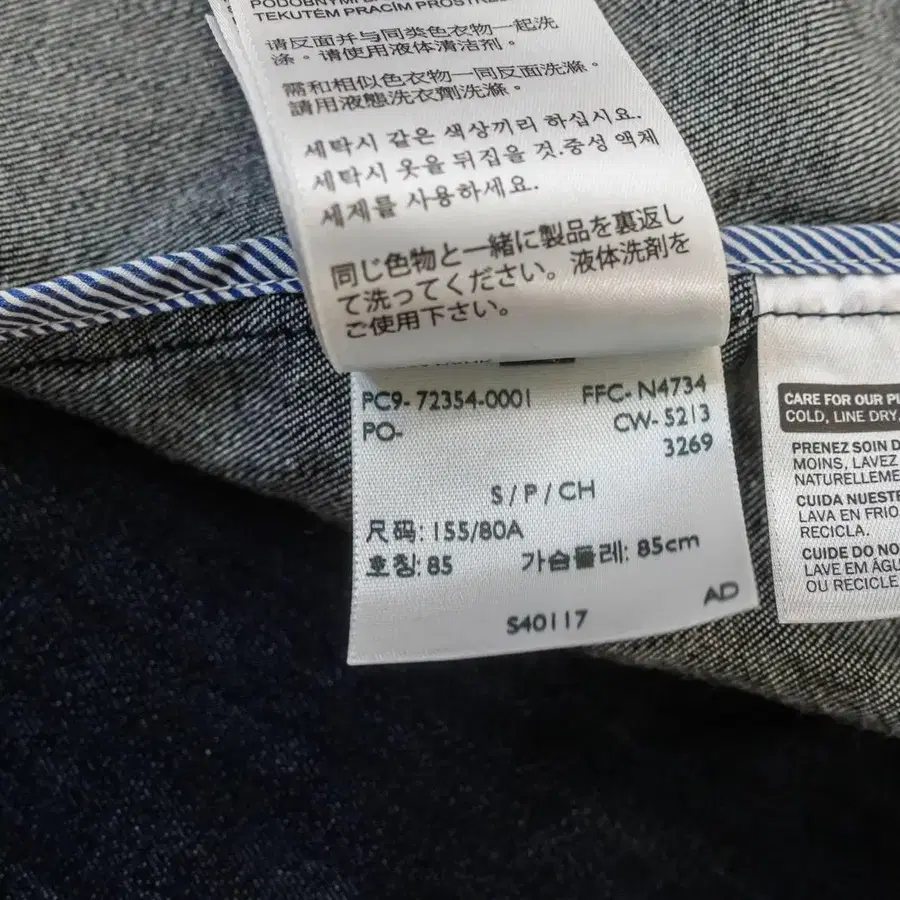 TEKUTÉM PRACÍM
请反面并与同类色衣物一起洗
涤。请使用液体清洁剂。
需和相似色衣物一同反面洗滌。
請用液態洗衣劑洗滌。
세탁시 같은 색상끼리 하십시요.
세탁시 옷을 뒤집을 것.중성 액체
세제를 사용하세요.
同じ色物と一緒に製品を裏返し
て洗ってください。液体洗剤を
ご使用下さい。
PC9-72354-0001 FFC-N4734
PO- CW-5213
3269
S/P/CH
尺码: 155/80A
호칭: 85 가슴둘레: 85cm
AD
S40117
CARE FOR OUR
COLD, LINE DRY,
PRENEZ SOIN
MOINS, LAVEZ
NATURELLEME
CUIDA NUEST
LAVA EN FRIO
RECICLA.
CUIDE DO NO
LAVE EM ÁGU
OU RECICLE